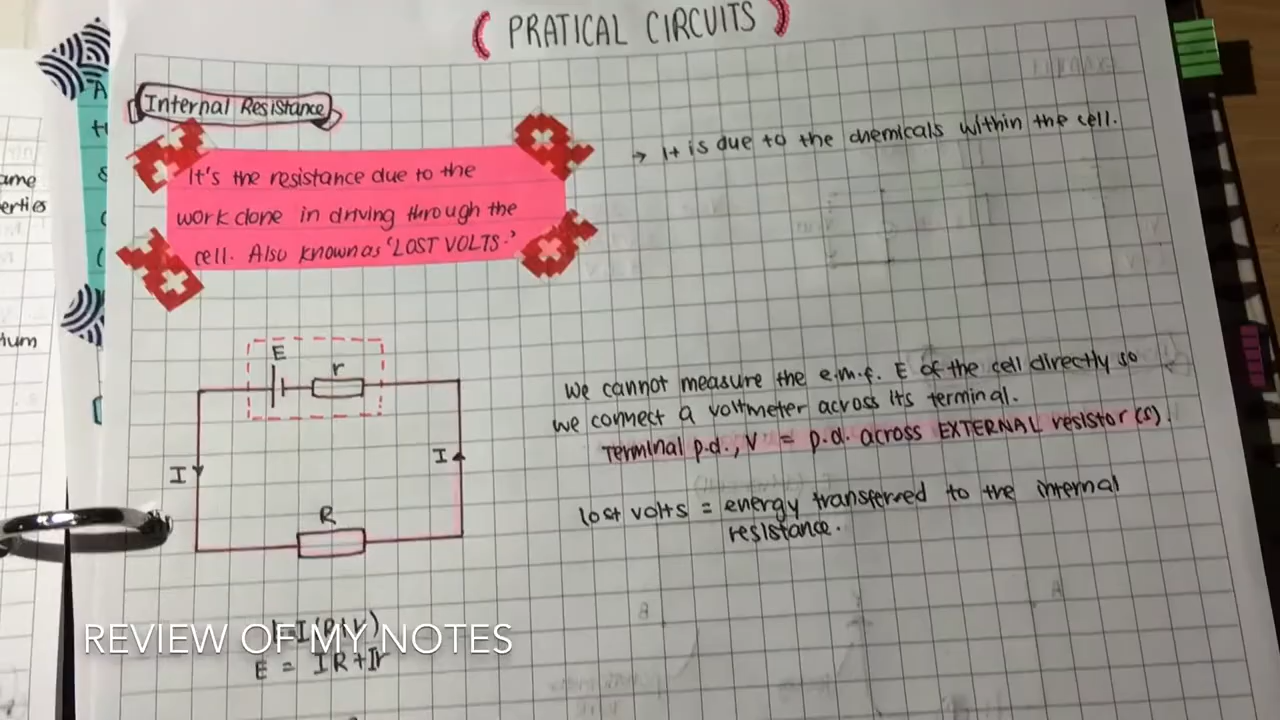 ( PRATICAL CIRCUITS )
Internal Resistance
It's the resistance due to the
work done in driving through the
cell. Also known as 'LOST VOLTS.'
→ It is due to the chemicals within the cell.
E
r
I
I
R
we cannot measure the e.m.f. E of the cell directly so
we connect a voltmeter across its terminal.
Terminal p.d., V = p.d. across EXTERNAL resistor(s).
lost volts = energy transferred to the internal
resistance.
REVIEW OF MY NOTES
E = IR + Ir
ame
erties
tum